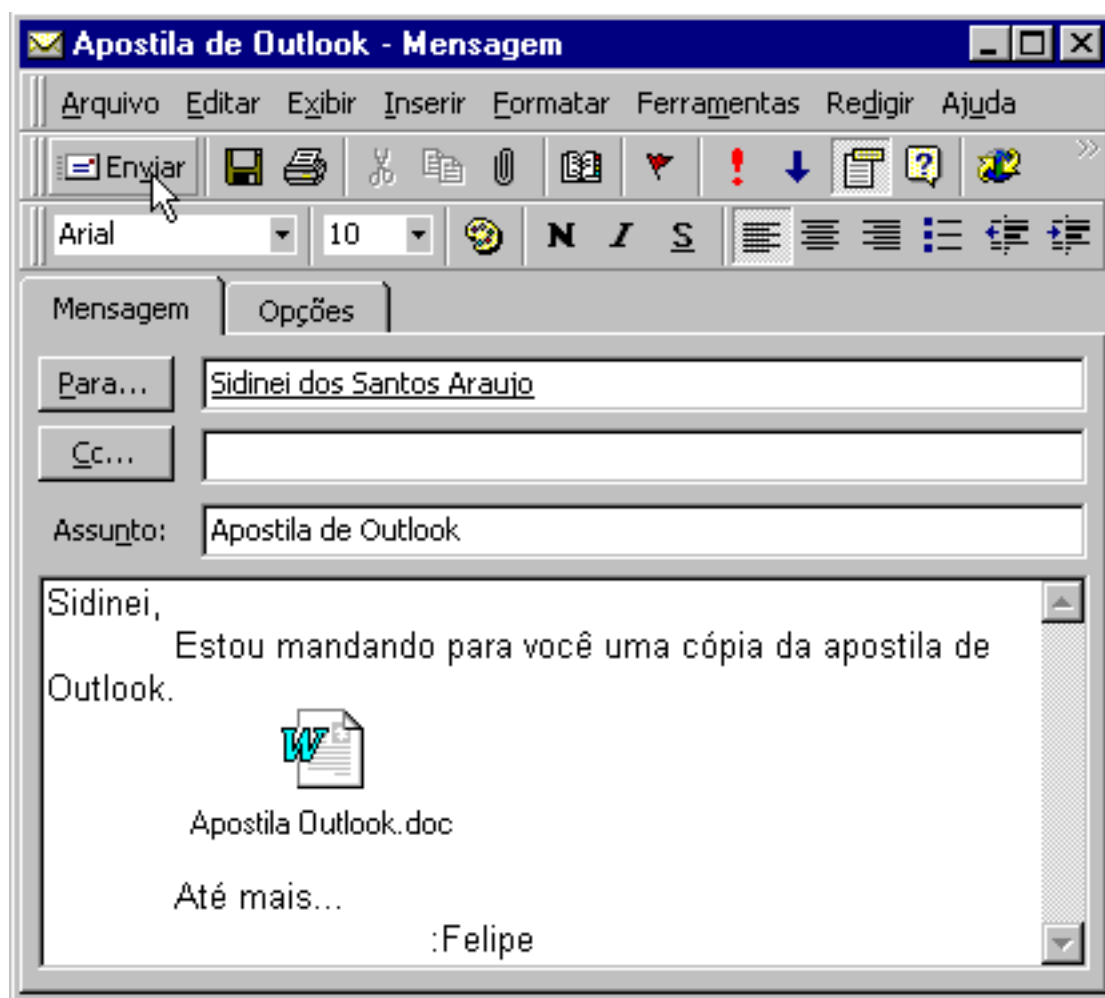 Apostila de Outlook - Mensagem
Arquivo Editar Exibir Inserir Formatar Ferramentas Redigir Ajuda
Enviar
Arial 10 N I S
Mensagem Opções
Para... Sidinei dos Santos Araujo
Cc...
Assunto: Apostila de Outlook
Sidinei,
Estou mandando para você uma cópia da apostila de
Outlook.
W
Apostila Outlook.doc
Até mais...
:Felipe